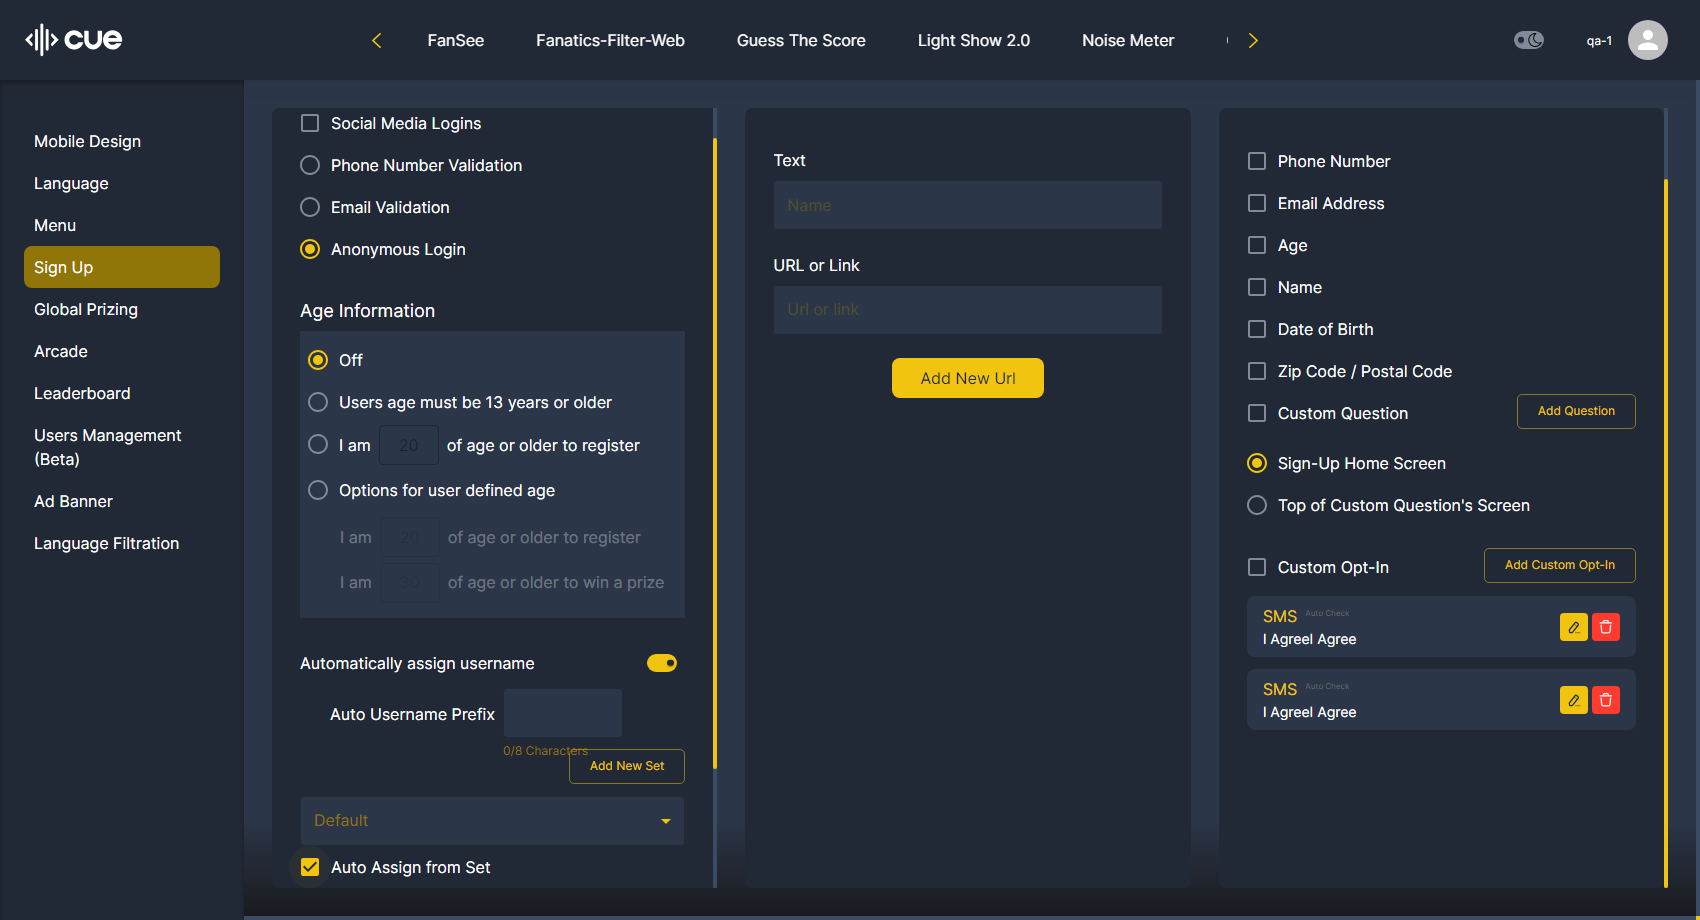 cue
FanSee
Fanatics-Filter-Web
Guess The Score
Light Show 2.0
Noise Meter
qa-1
Mobile Design
Language
Menu
Sign Up
Global Prizing
Arcade
Leaderboard
Users Management
(Beta)
Ad Banner
Language Filtration
Social Media Logins
Phone Number Validation
Email Validation
Anonymous Login
Age Information
Off
Users age must be 13 years or older
I am 20 of age or older to register
Options for user defined age
I am 20 of age or older to register
I am 30 of age or older to win a prize
Automatically assign username
Auto Username Prefix
0/8 Characters
Add New Set
Default
Auto Assign from Set
Text
Name
URL or Link
Url or link
Add New Url
Phone Number
Email Address
Age
Name
Date of Birth
Zip Code / Postal Code
Custom Question
Add Question
Sign-Up Home Screen
Top of Custom Question's Screen
Custom Opt-In
Add Custom Opt-In
SMS Auto Check
I AgreeI Agree
SMS Auto Check
I AgreeI Agree